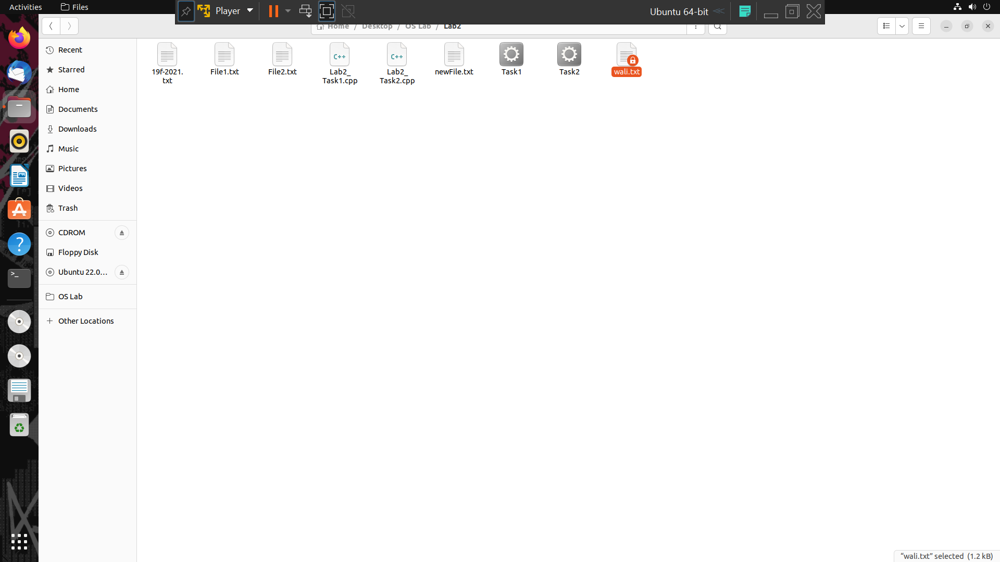 Activities
Files
Player
Ubuntu 64-bit
Home / Desktop / OS Lab / Lab2
Recent
Starred
Home
Documents
Downloads
Music
Pictures
Videos
Trash
CDROM
Floppy Disk
Ubuntu 22.0...
OS Lab
Other Locations
19f-2021.
txt
File1.txt
File2.txt
C++
Lab2_
Task1.cpp
C++
Lab2_
Task2.cpp
newFile.txt
Task1
Task2
wali.txt
“wali.txt” selected (1.2 kB)